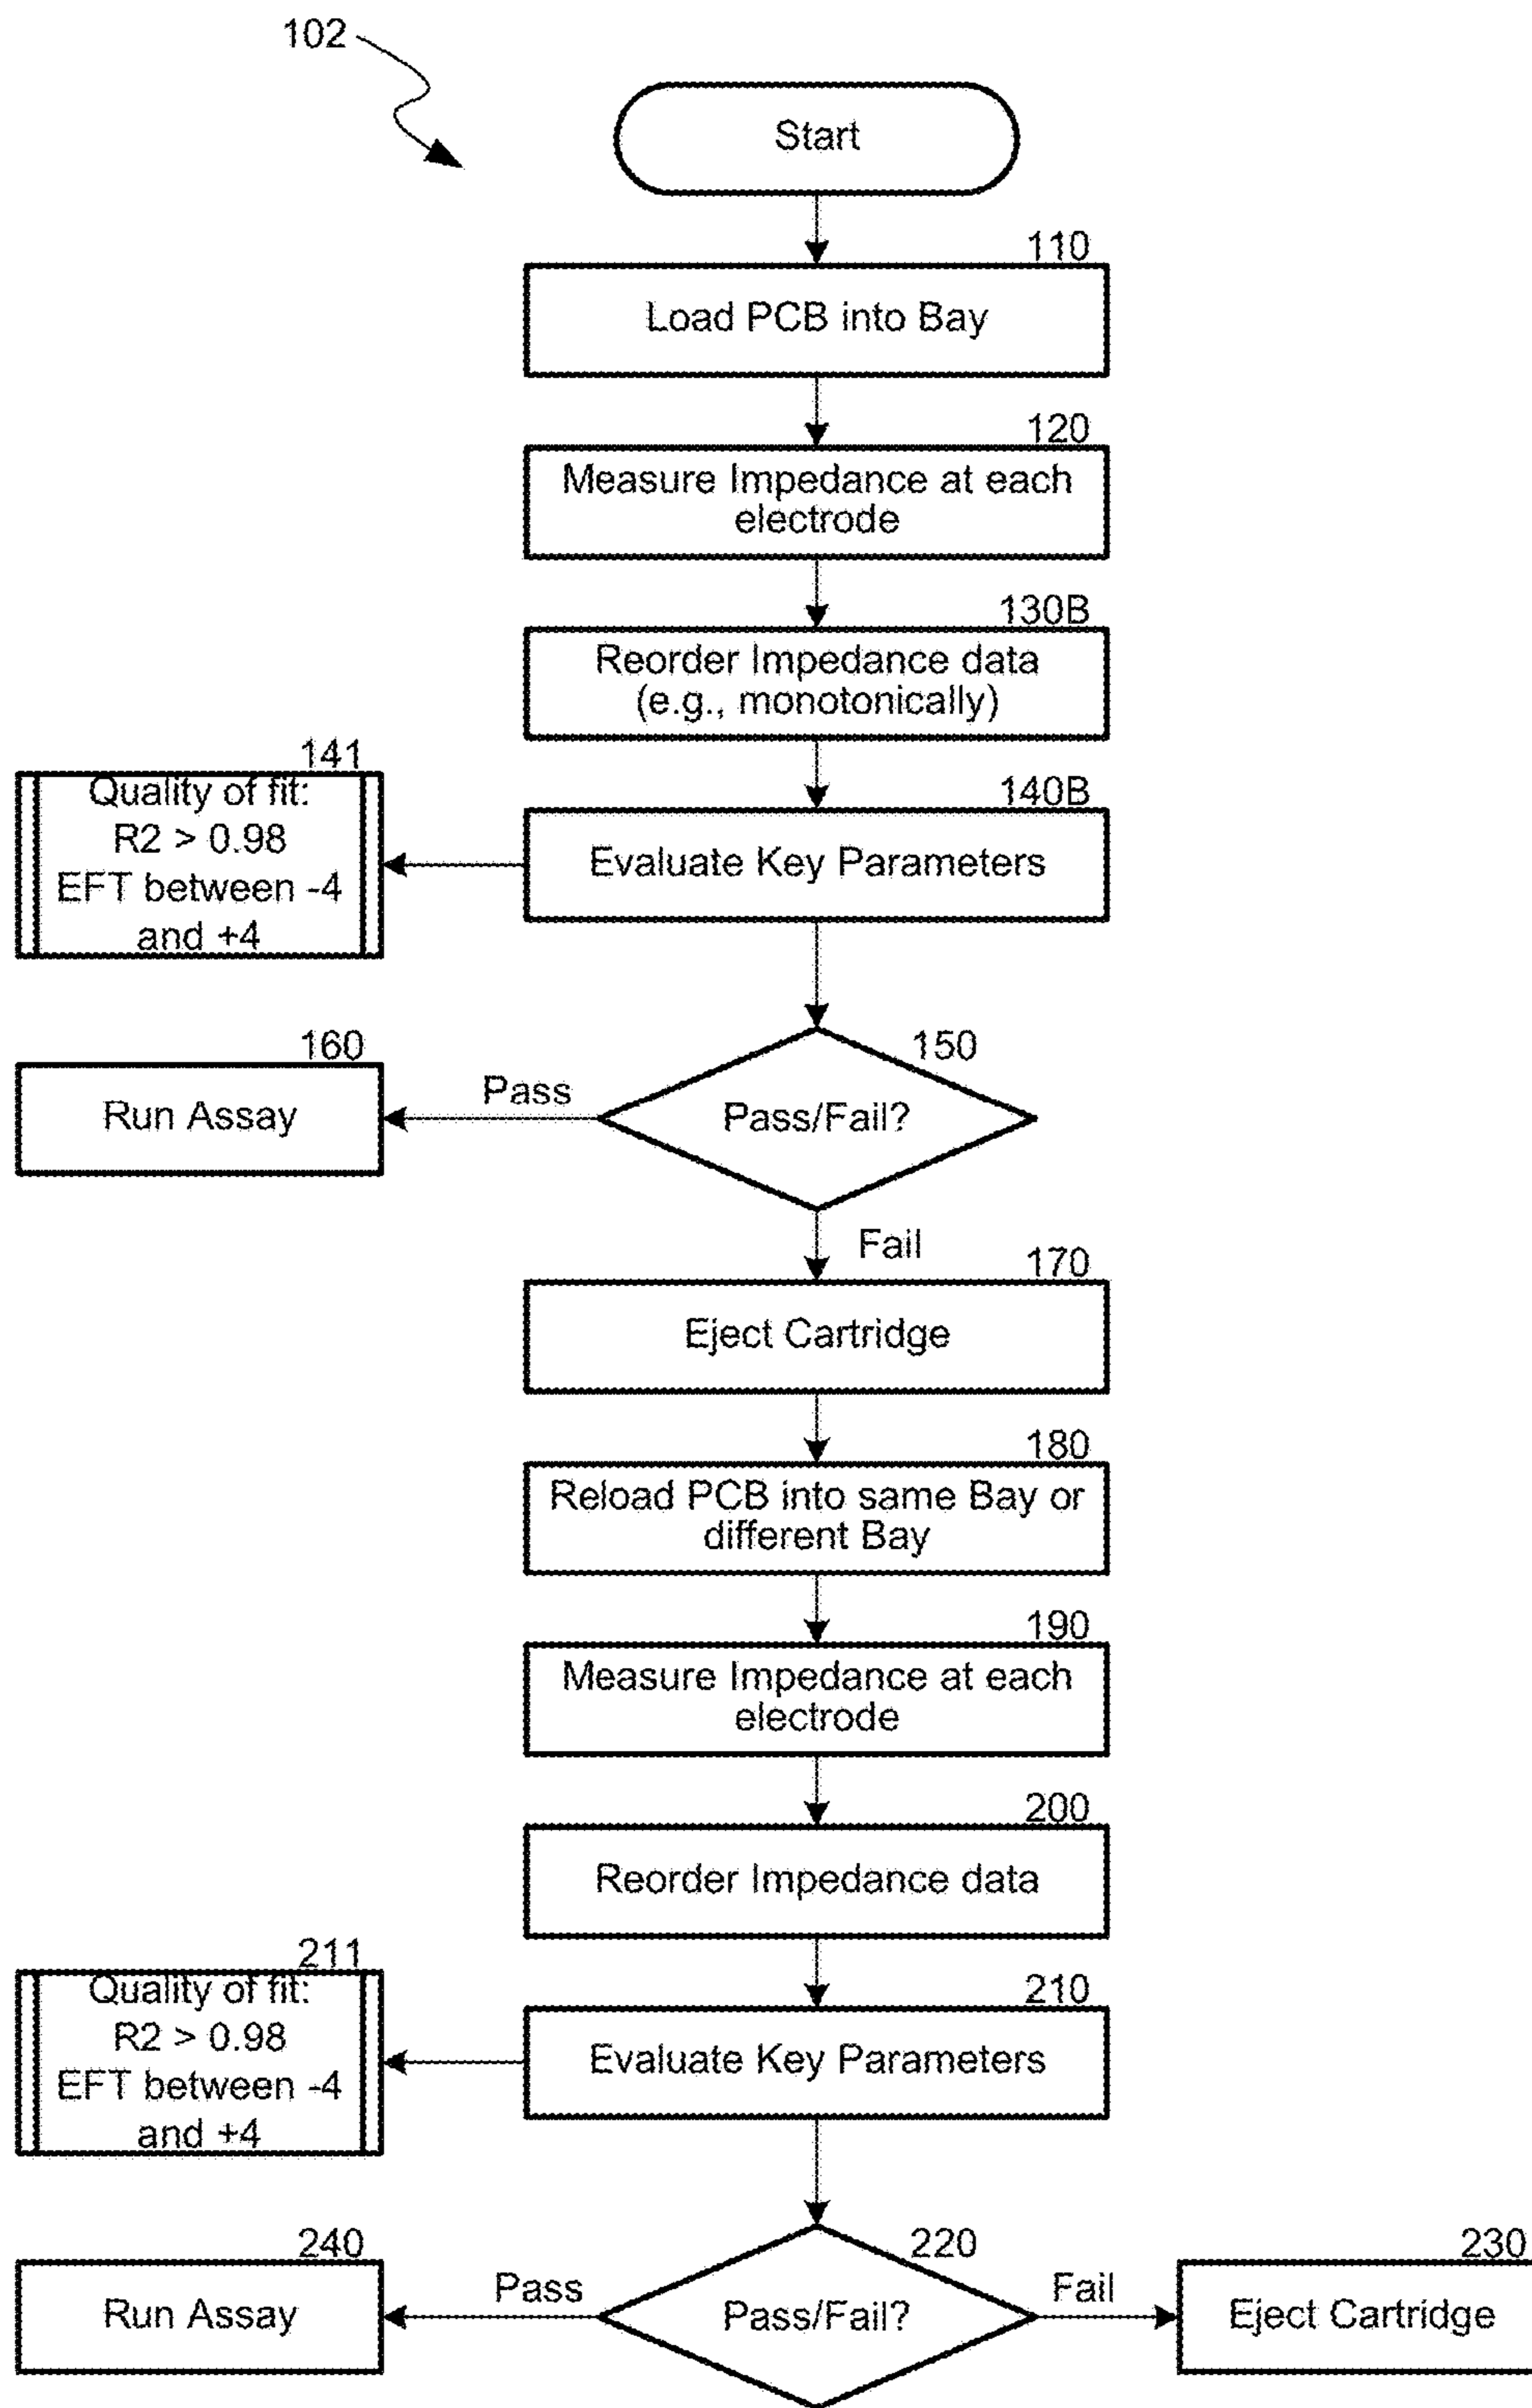 102
Start
110
Load PCB into Bay
120
Measure Impedance at each
electrode
130B
Reorder Impedance data
(e.g., monotonically)
141
Quality of fit:
R2 > 0.98
EFT between -4
and +4
140B
Evaluate Key Parameters
160
Run Assay
Pass
150
Pass/Fail?
Fail
170
Eject Cartridge
180
Reload PCB into same Bay or
different Bay
190
Measure Impedance at each
electrode
200
Reorder Impedance data
211
Quality of fit:
R2 > 0.98
EFT between -4
and +4
210
Evaluate Key Parameters
240
Run Assay
Pass
220
Pass/Fail?
Fail
230
Eject Cartridge